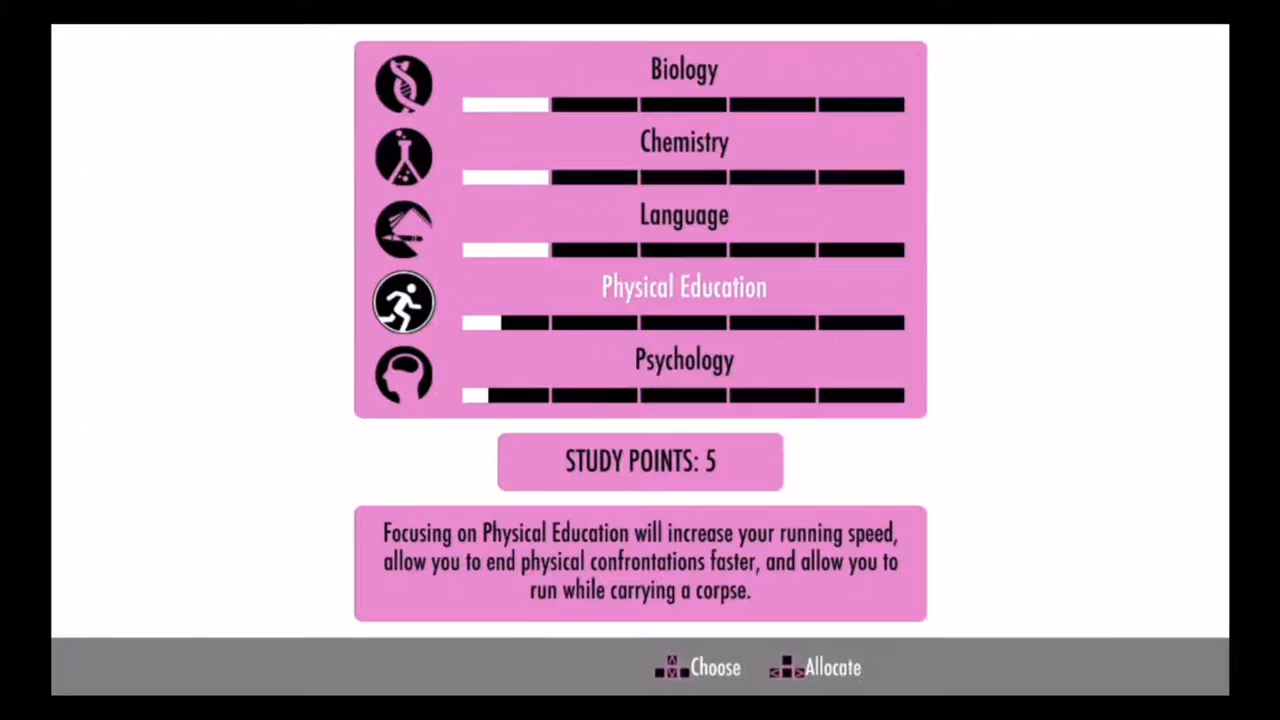 Biology
Chemistry
Language
Physical Education
Psychology
STUDY POINTS: 5
Focusing on Physical Education will increase your running speed,
allow you to end physical confrontations faster, and allow you to
run while carrying a corpse.
Choose Allocate